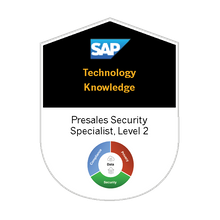 SAP
Technology
Knowledge
Presales Security
Specialist, Level 2
Data
Security